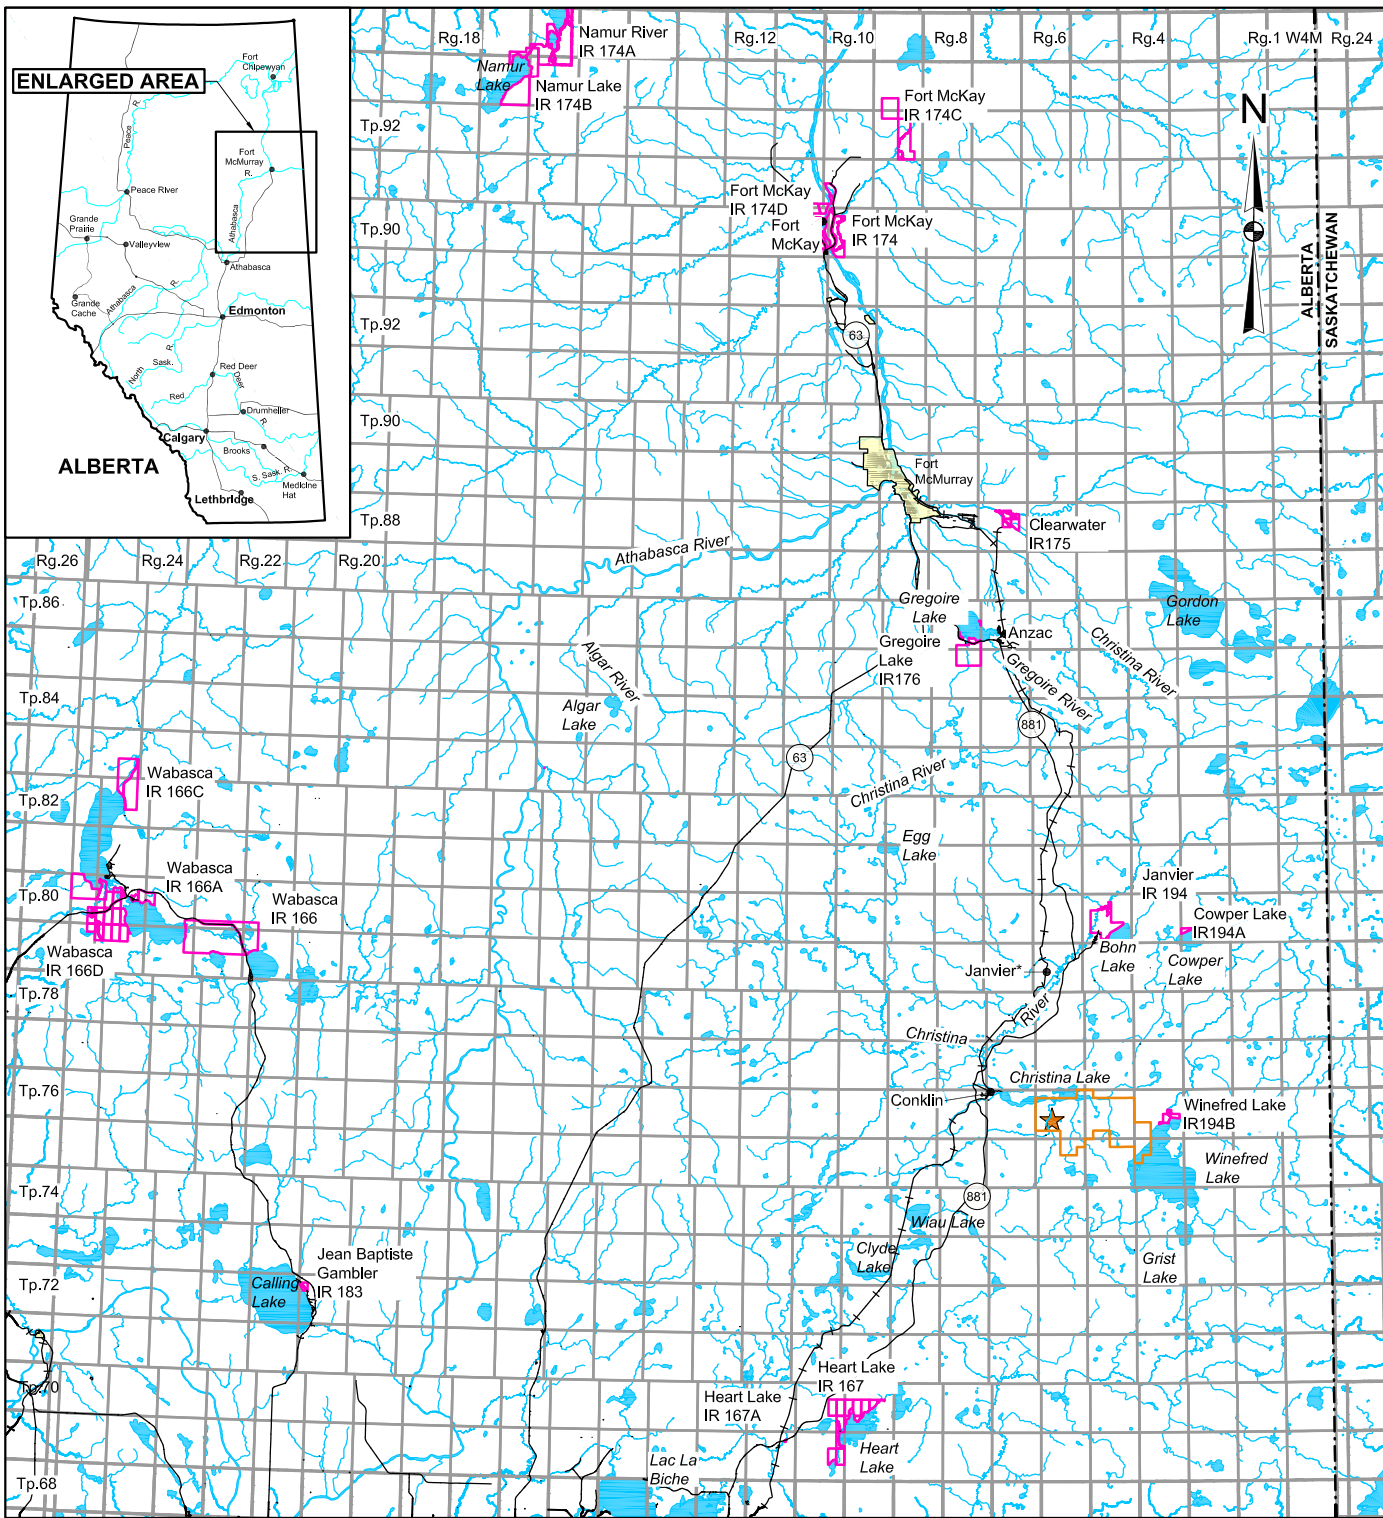 ENLARGED AREA
Fort
Chipewyan
Peace
R.
Fort
McMurray
R.
Peace River
Athabasca
Grande
Prairie
Valleyview
Athabasca
Grande
Cache
Athabasca
R.
Edmonton
North
Sask.
R.
Red Deer
Red
Deer
R.
Drumheller
Calgary
Brooks
S. Sask. R.
ALBERTA
Lethbridge
Medicine
Hat
Rg.18
Rg.12
Rg.10
Rg.8
Rg.6
Rg.4
Rg.1 W4M
Rg.24
Namur River
IR 174A
Namur
Lake
Namur Lake
IR 174B
Fort McKay
IR 174C
N
Tp.92
Fort McKay
IR 174D
Fort
McKay
Fort McKay
IR 174
Tp.90
ALBERTA
SASKATCHEWAN
Tp.92
63
Tp.90
Fort
McMurray
Tp.88
Clearwater
IR175
Athabasca River
Rg.26
Rg.24
Rg.22
Rg.20
Tp.86
Gregoire
Lake
Gordon
Lake
Anzac
Gregoire
Lake
IR176
Christina River
Gregoire River
Algar River
Algar
Lake
Tp.84
881
63
Wabasca
IR 166C
Christina River
Tp.82
Egg
Lake
Wabasca
IR 166A
Wabasca
IR 166
Janvier
IR 194
Tp.80
Cowper Lake
IR194A
Wabasca
IR 166D
Bohn
Lake
Cowper
Lake
Janvier*
Tp.78
Christina
River
Christina Lake
Tp.76
Conklin
Winefred Lake
IR194B
Winefred
Lake
Tp.74
881
Wiau Lake
Clyde
Lake
Grist
Lake
Jean Baptiste
Gambler
IR 183
Calling
Lake
Tp.72
Heart Lake
IR 167
Tp.70
Heart Lake
IR 167A
Heart
Lake
Lac La
Biche
Tp.68